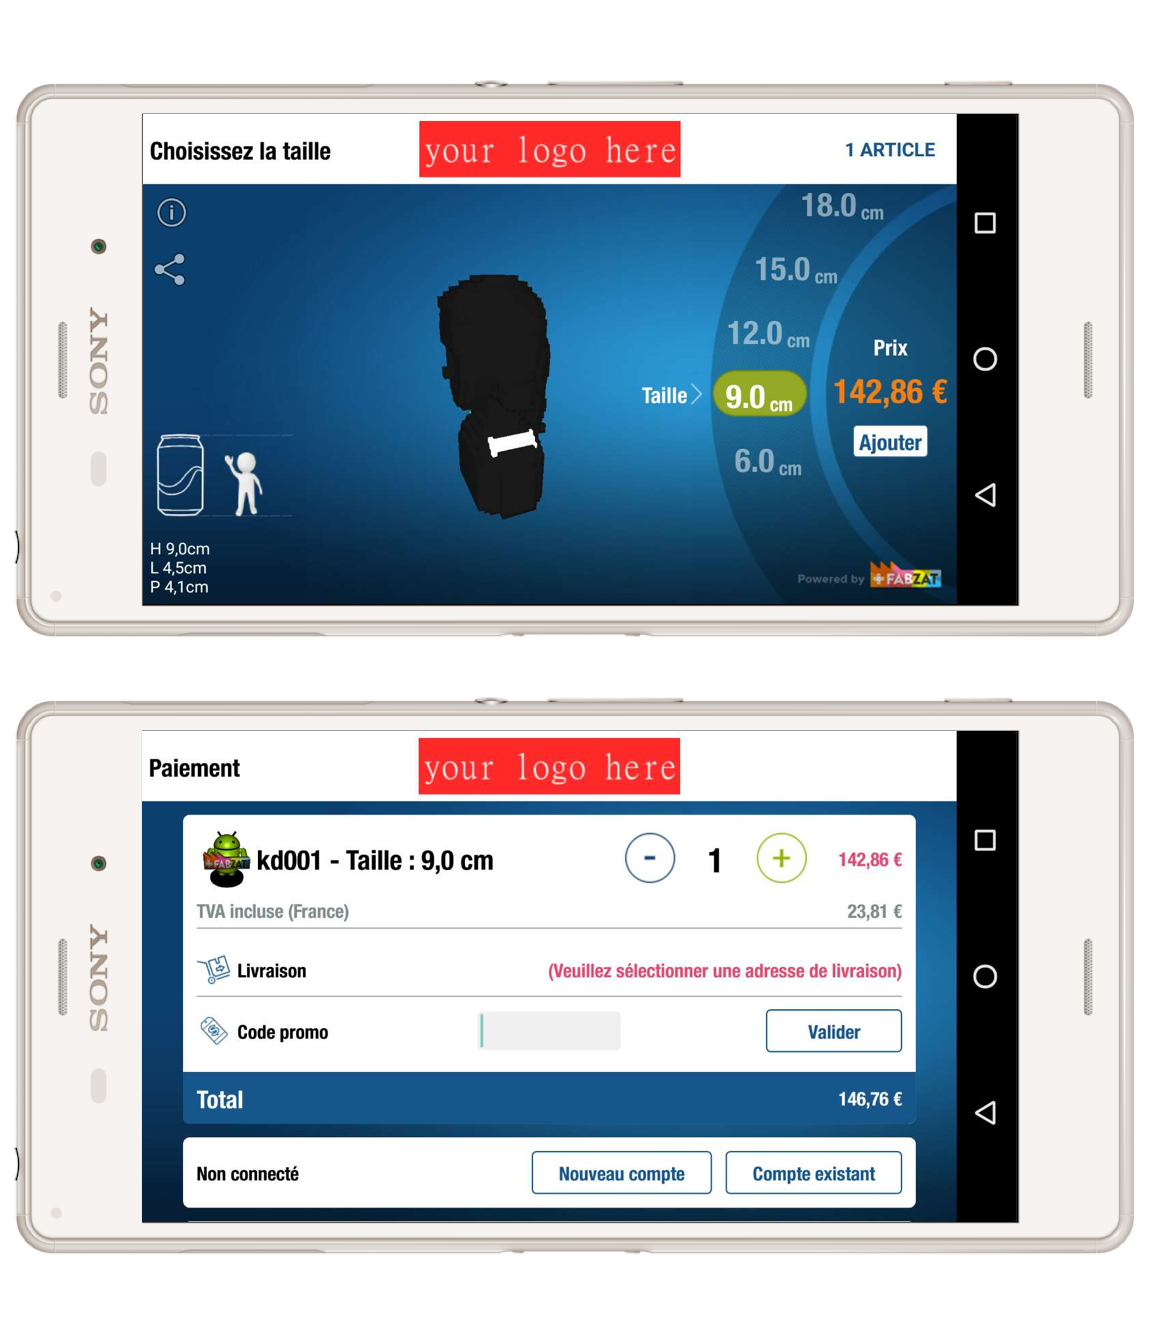 SONY
Choisissez la taille
your logo here
1 ARTICLE
18.0 cm
15.0 cm
12.0 cm
Taille
9.0 cm
6.0 cm
Prix
142,86 €
Ajouter
H 9,0cm
L 4,5cm
P 4,1cm
Powered by +FABZAT
SONY
Paiement
your logo here
+FABZAT
kd001 - Taille : 9,0 cm
- 1 +
142,86 €
TVA incluse (France)
23,81 €
Livraison
(Veuillez sélectionner une adresse de livraison)
Code promo
Valider
Total
146,76 €
Non connecté
Nouveau compte
Compte existant